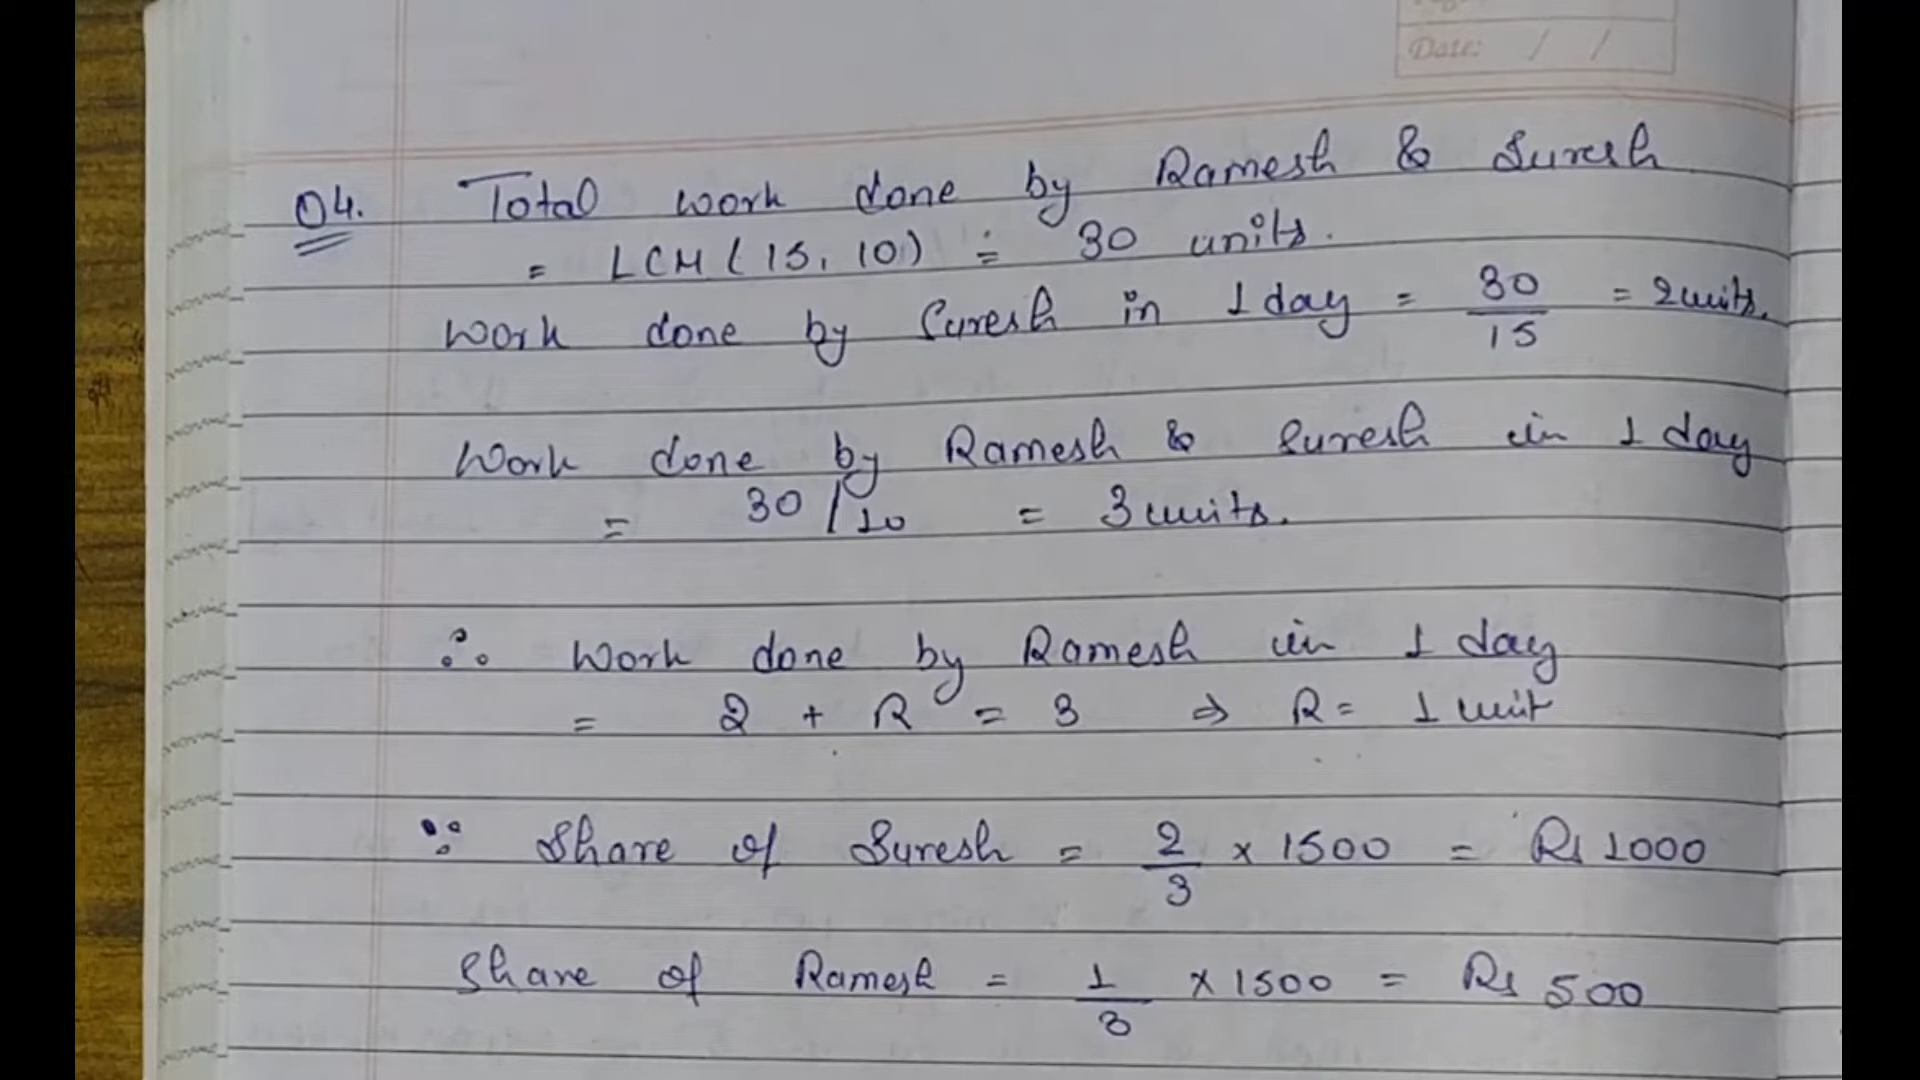 Date: / /
Q4. Total work done by Ramesh & Suresh
= LCM (15, 10) = 30 units.
Work done by Suresh in 1 day = 30/15 = 2 units.
Work done by Ramesh & Suresh in 1 day
= 30/10 = 3 units.
∴ Work done by Ramesh in 1 day
= 2 + R = 3 ⇒ R = 1 unit
∵ Share of Suresh = 2/3 × 1500 = Rs 1000
Share of Ramesh = 1/3 × 1500 = Rs 500